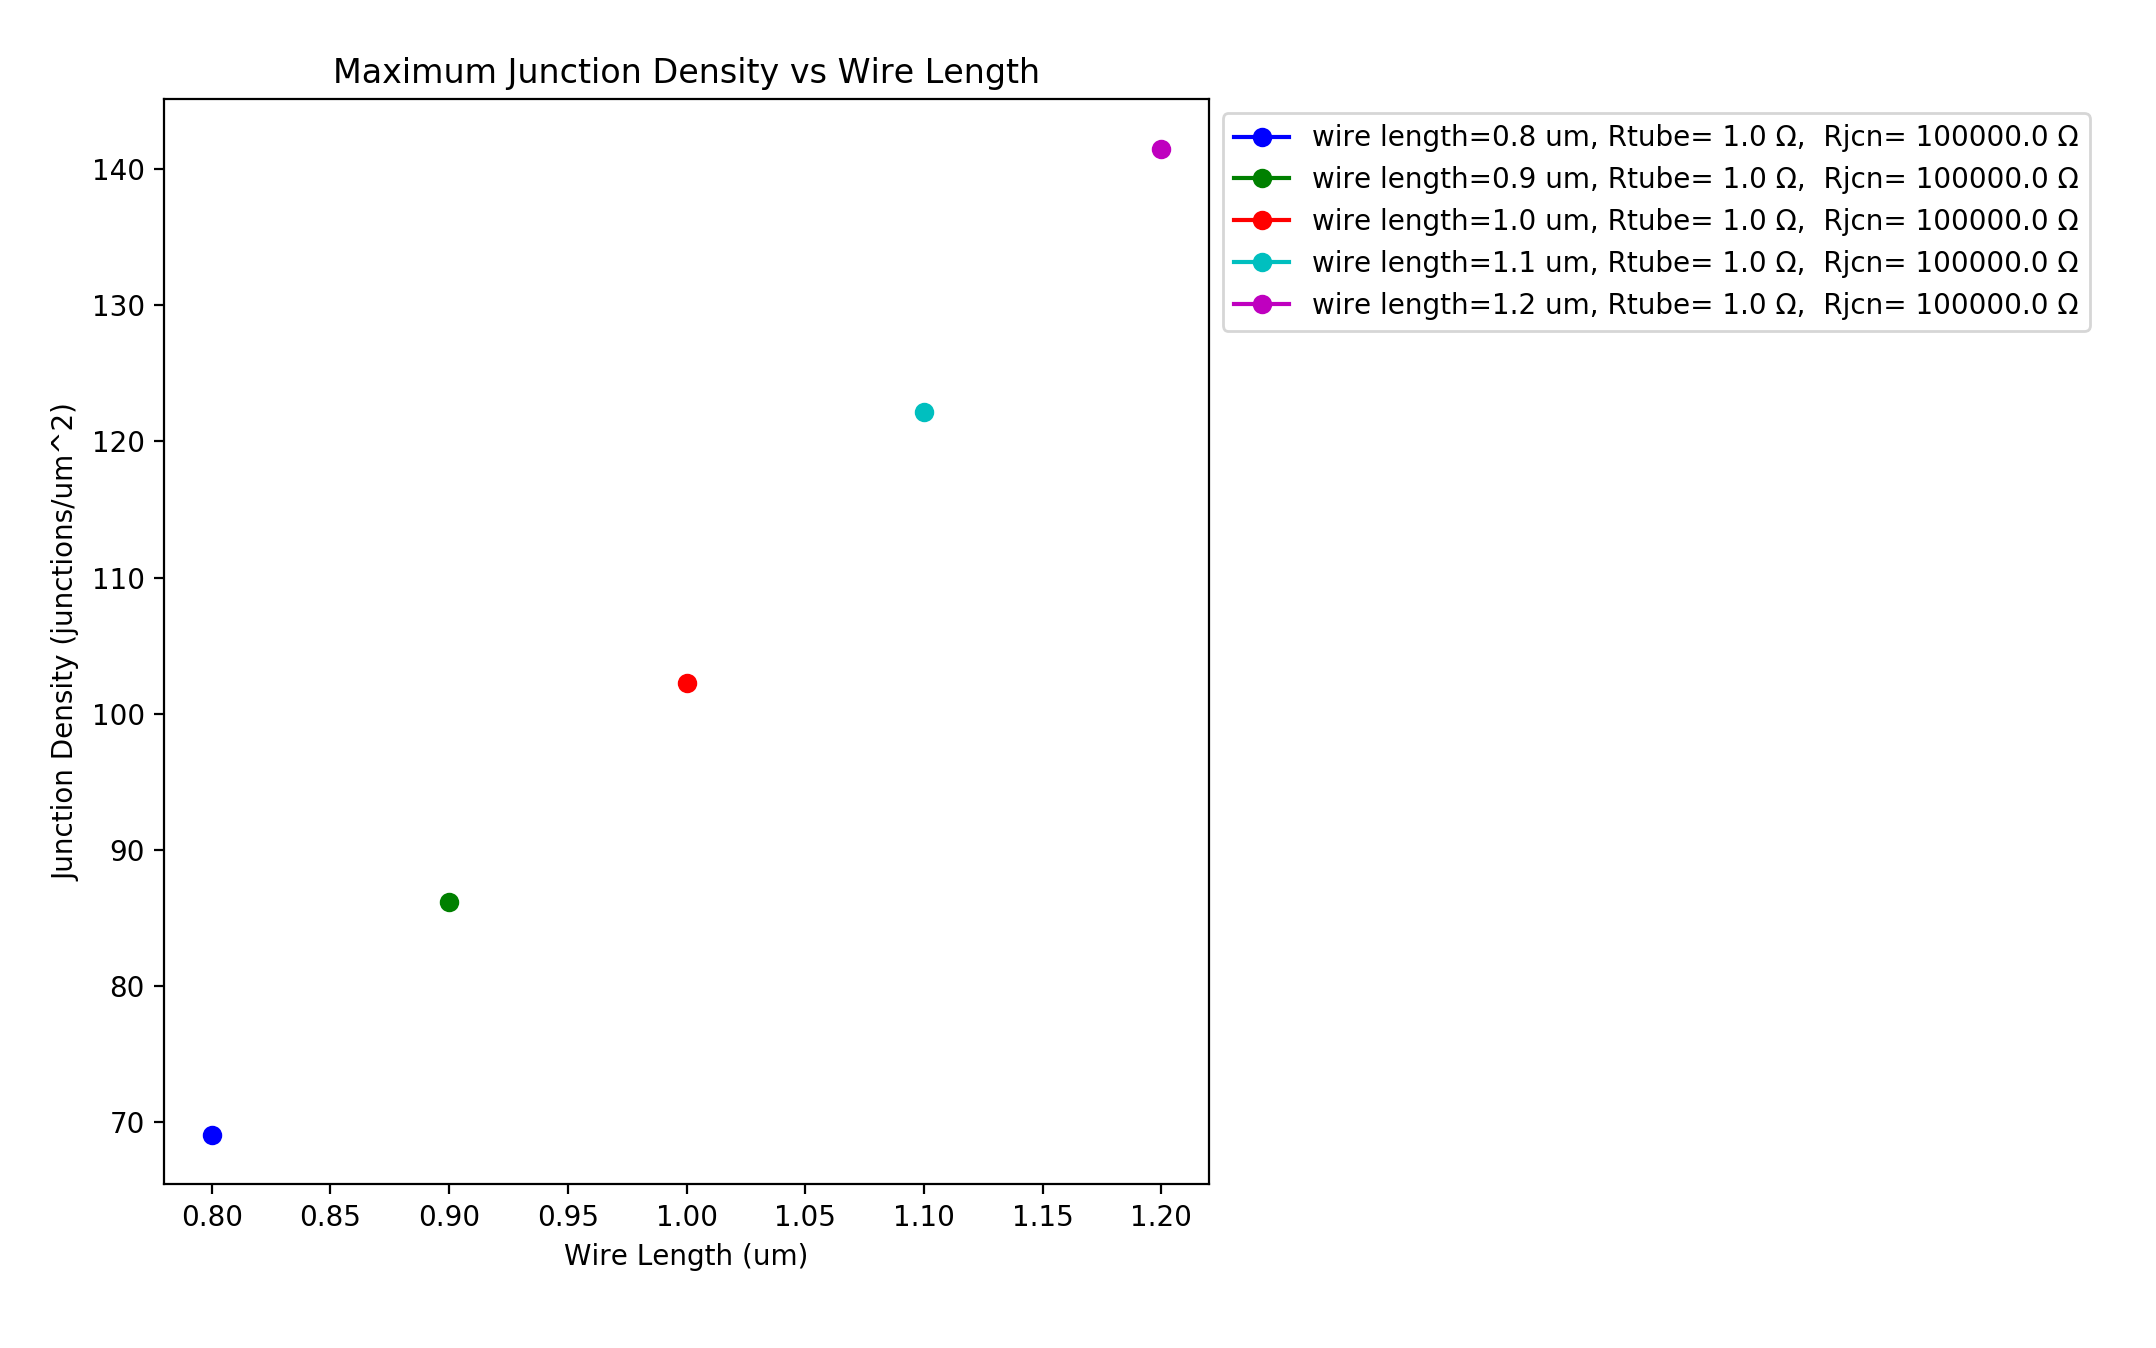 Maximum Junction Density vs Wire Length
wire length=0.8 um, Rtube= 1.0 Ω,  Rjcn= 100000.0 Ω
wire length=0.9 um, Rtube= 1.0 Ω,  Rjcn= 100000.0 Ω
wire length=1.0 um, Rtube= 1.0 Ω,  Rjcn= 100000.0 Ω
wire length=1.1 um, Rtube= 1.0 Ω,  Rjcn= 100000.0 Ω
wire length=1.2 um, Rtube= 1.0 Ω,  Rjcn= 100000.0 Ω
Junction Density (junctions/um^2)
140
130
120
110
100
90
80
70
0.80 0.85 0.90 0.95 1.00 1.05 1.10 1.15 1.20
Wire Length (um)